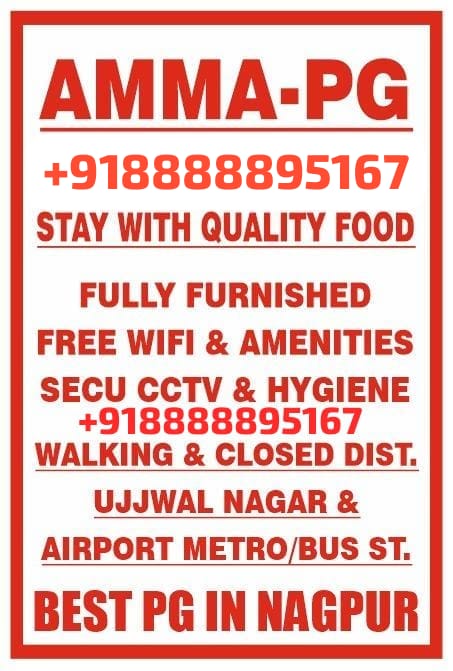 AMMA-PG
+918888895167
STAY WITH QUALITY FOOD
FULLY FURNISHED
FREE WIFI & AMENITIES
SECU CCTV & HYGIENE
+918888895167
WALKING & CLOSED DIST.
UJJWAL NAGAR &
AIRPORT METRO/BUS ST.
BEST PG IN NAGPUR